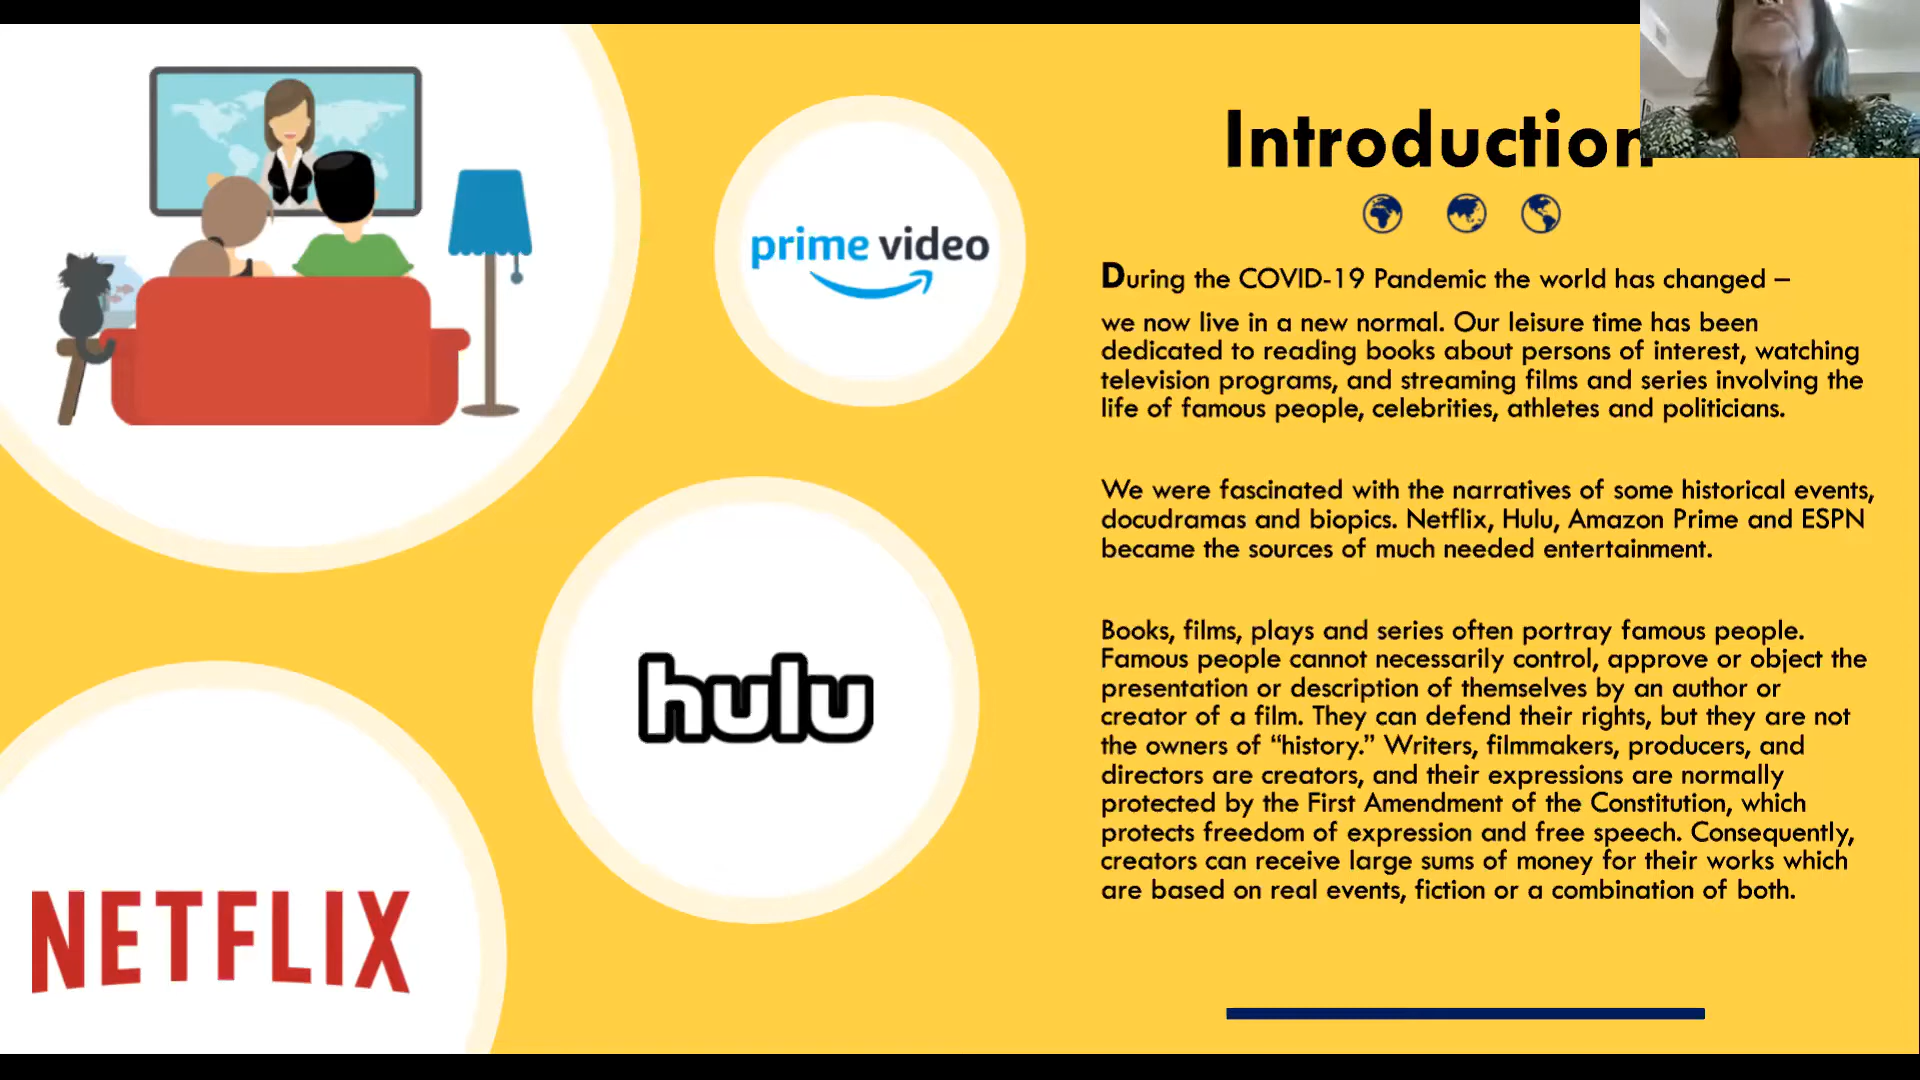 prime video
hulu
NETFLIX
Introduction
During the COVID-19 Pandemic the world has changed –
we now live in a new normal. Our leisure time has been
dedicated to reading books about persons of interest, watching
television programs, and streaming films and series involving the
life of famous people, celebrities, athletes and politicians.
We were fascinated with the narratives of some historical events,
docudramas and biopics. Netflix, Hulu, Amazon Prime and ESPN
became the sources of much needed entertainment.
Books, films, plays and series often portray famous people.
Famous people cannot necessarily control, approve or object the
presentation or description of themselves by an author or
creator of a film. They can defend their rights, but they are not
the owners of “history.” Writers, filmmakers, producers, and
directors are creators, and their expressions are normally
protected by the First Amendment of the Constitution, which
protects freedom of expression and free speech. Consequently,
creators can receive large sums of money for their works which
are based on real events, fiction or a combination of both.